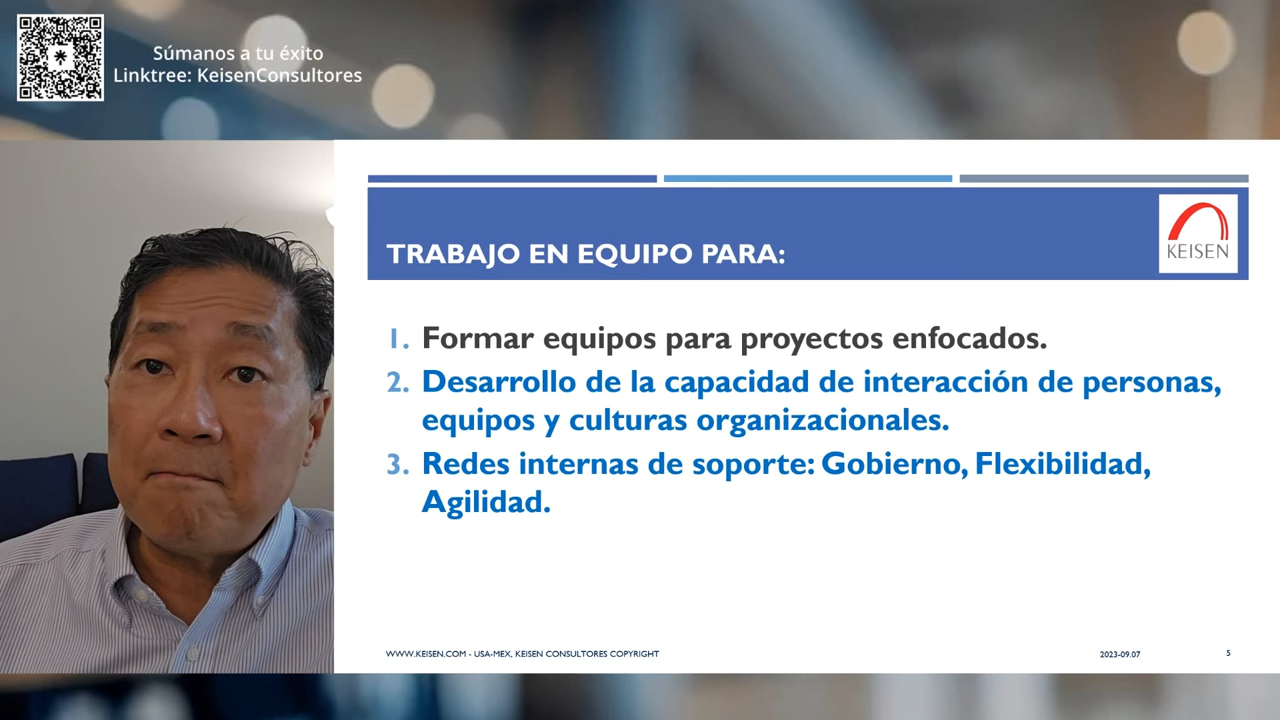 Súmanos a tu éxito
Linktree: KeisenConsultores
TRABAJO EN EQUIPO PARA:
KEISEN
1. Formar equipos para proyectos enfocados.
2. Desarrollo de la capacidad de interacción de personas,
equipos y culturas organizacionales.
3. Redes internas de soporte: Gobierno, Flexibilidad,
Agilidad.
WWW.KEISEN.COM - USA-MEX, KEISEN CONSULTORES COPYRIGHT
2023-09.07
5